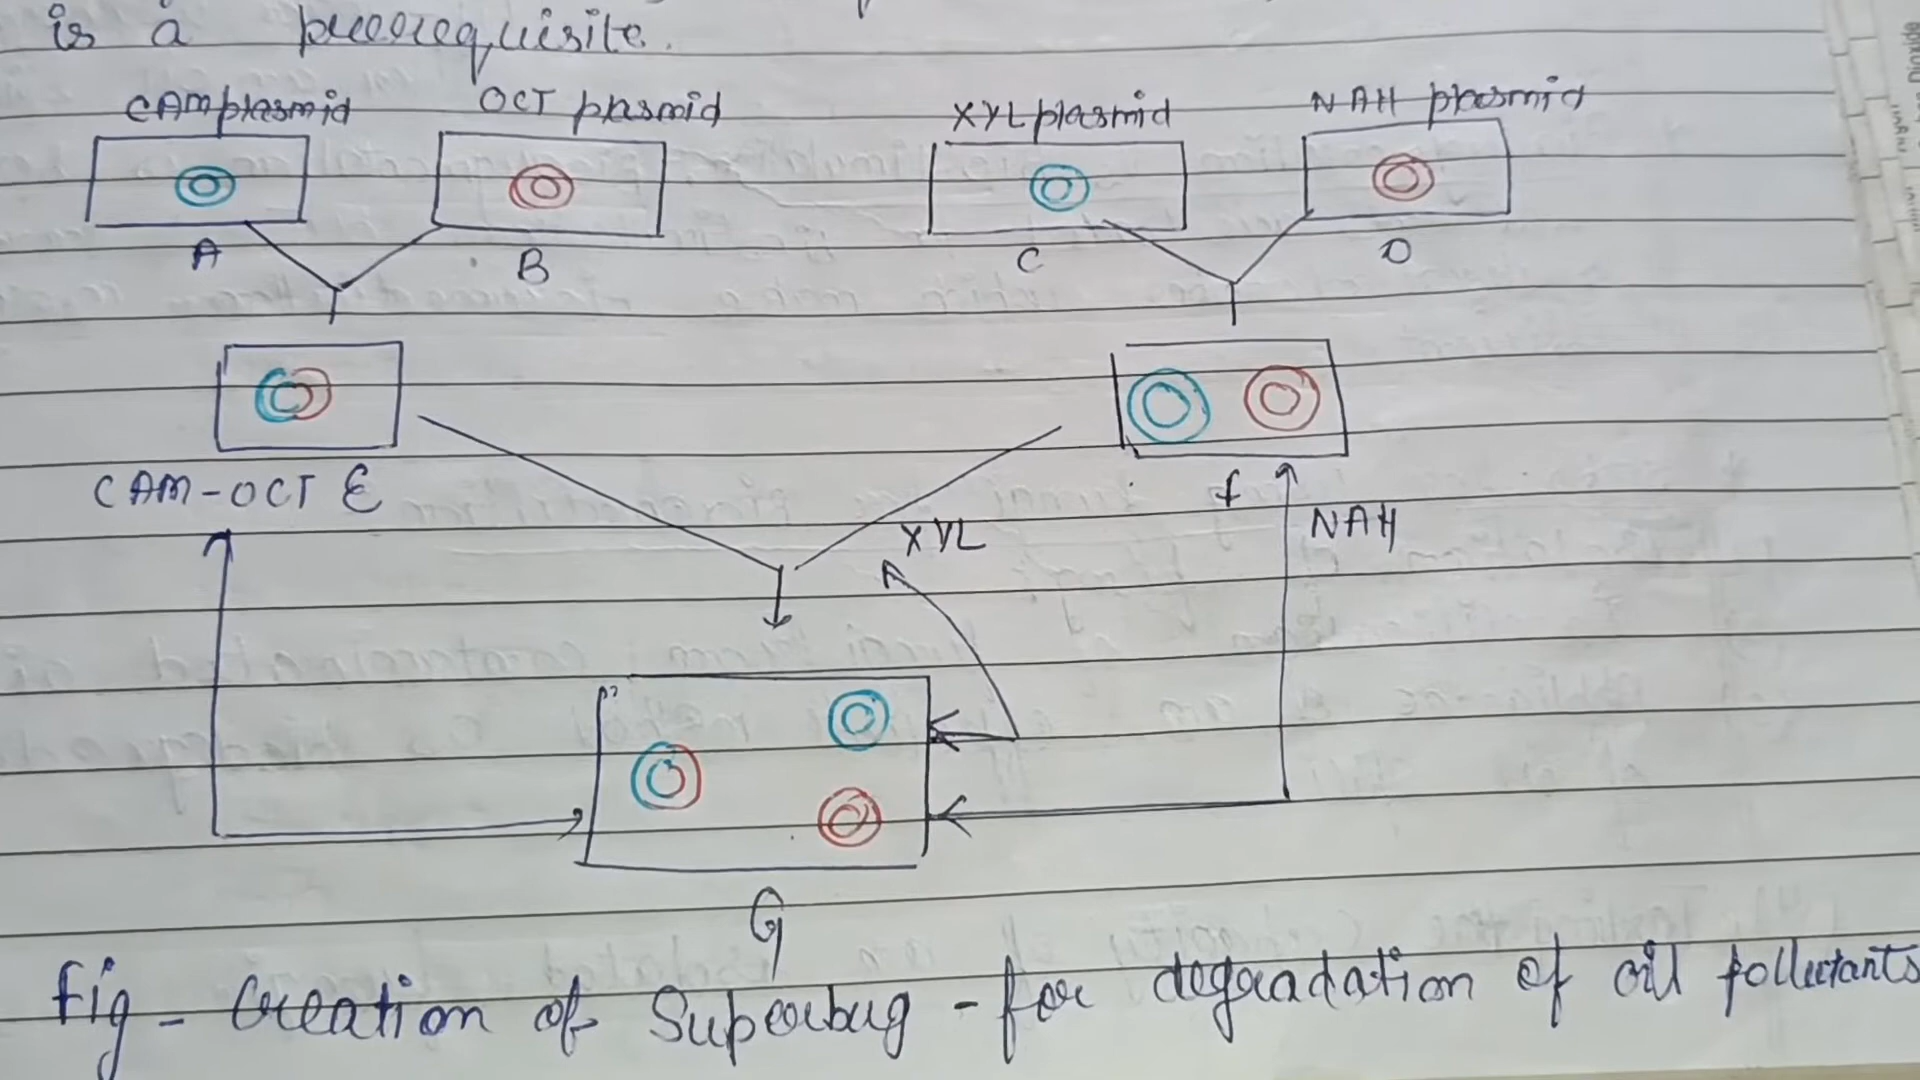 is a prerequisite.
CAM plasmid OCT plasmid XYL plasmid NAH plasmid
A B C D
CAM-OCT E f
XYL NAH
G
fig - Creation of Superbug - for degradation of oil pollutants